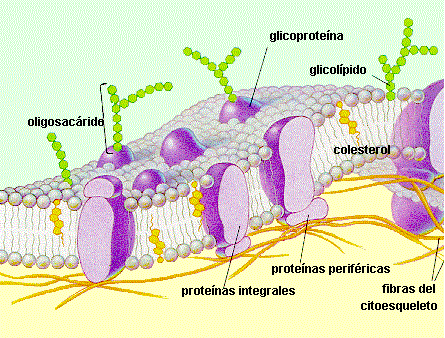 glicoproteína
glicolípido
oligosacárido
colesterol
proteínas periféricas
proteínas integrales
fibras del
citoesqueleto